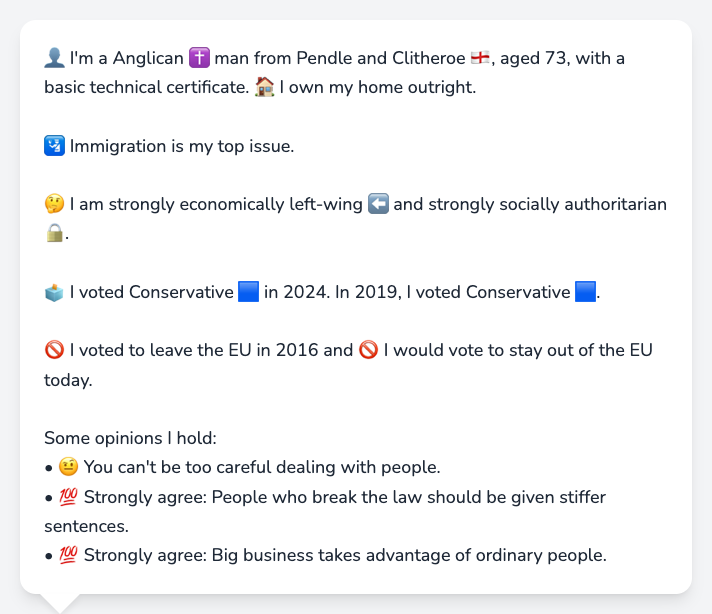 👤 I'm a Anglican ✝️ man from Pendle and Clitheroe 🏴󠁧󠁢󠁥󠁮󠁧󠁿, aged 73, with a
basic technical certificate. 🏠 I own my home outright.
🛂 Immigration is my top issue.
🤔 I am strongly economically left-wing ⬅️ and strongly socially authoritarian
🔒.
🗳️ I voted Conservative 🟦 in 2024. In 2019, I voted Conservative 🟦.
🚫 I voted to leave the EU in 2016 and 🚫 I would vote to stay out of the EU
today.
Some opinions I hold:
• 🤨 You can't be too careful dealing with people.
• 💯 Strongly agree: People who break the law should be given stiffer
sentences.
• 💯 Strongly agree: Big business takes advantage of ordinary people.